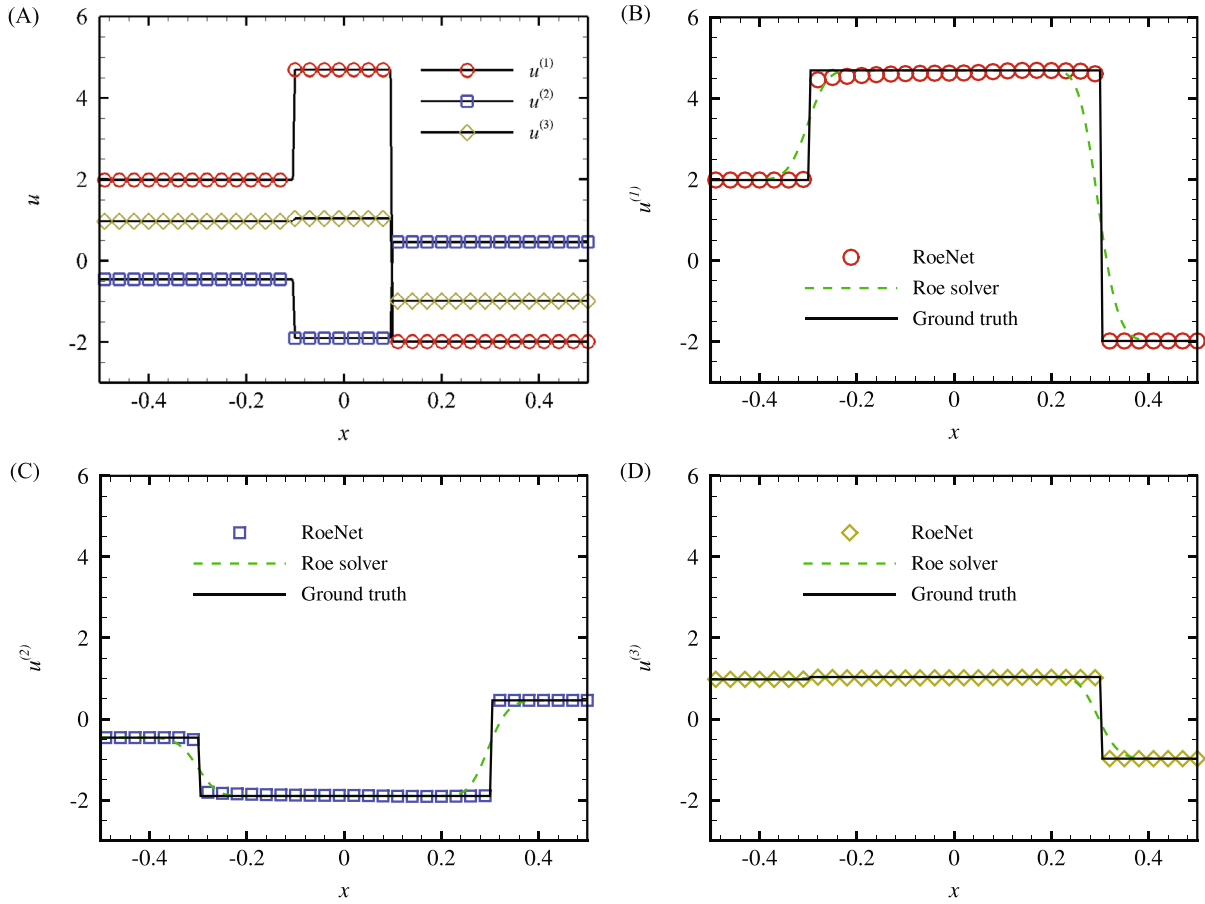 (A)
6
4
2
0
-2
u
-0.4
-0.2
0
0.2
0.4
x
u^(1)
u^(2)
u^(3)
(B)
6
4
2
0
-2
u^(1)
-0.4
-0.2
0
0.2
0.4
x
RoeNet
Roe solver
Ground truth
(C)
6
4
2
0
-2
u^(2)
-0.4
-0.2
0
0.2
0.4
x
RoeNet
Roe solver
Ground truth
(D)
6
4
2
0
-2
u^(3)
-0.4
-0.2
0
0.2
0.4
x
RoeNet
Roe solver
Ground truth